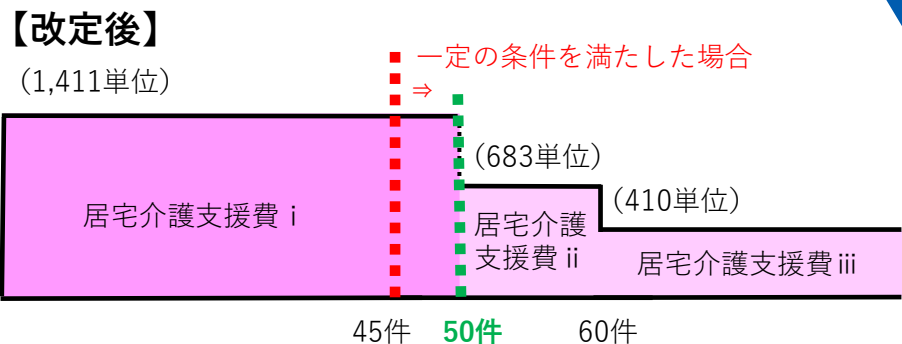 【改定後】
(1,411単位)
一定の条件を満たした場合
⇒
(683単位)
(410単位)
居宅介護支援費ⅰ
居宅介護
支援費ⅱ
居宅介護支援費ⅲ
45件
50件
60件